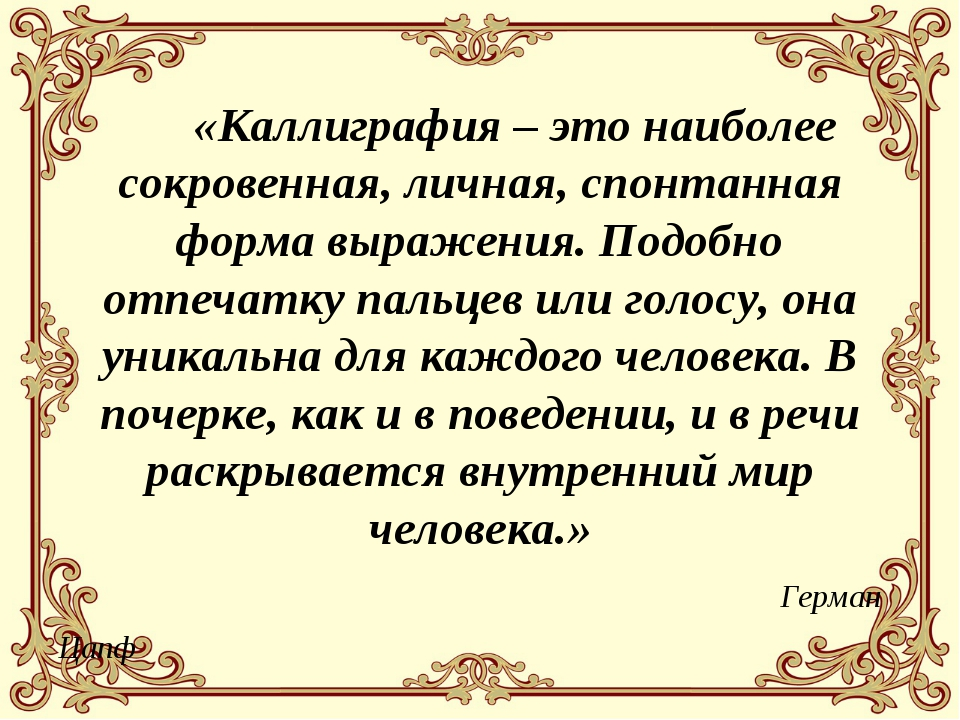 «Каллиграфия – это наиболее
сокровенная, личная, спонтанная
форма выражения. Подобно
отпечатку пальцев или голосу, она
уникальна для каждого человека. В
почерке, как и в поведении, и в речи
раскрывается внутренний мир
человека.»
Герман
Цапф